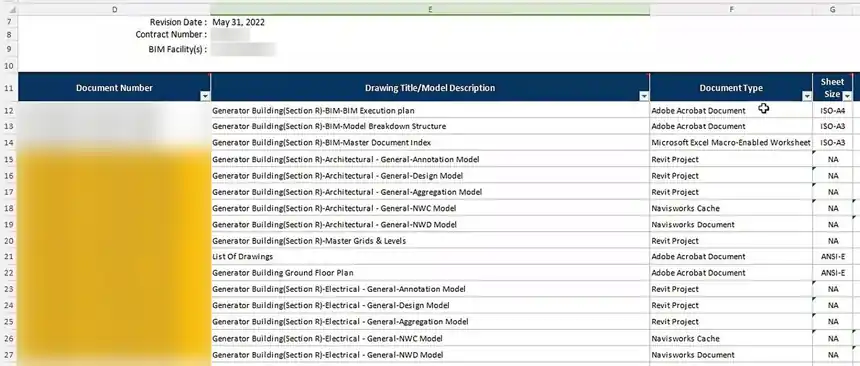 D E F G
7 Revision Date : May 31, 2022
8 Contract Number :
9 BIM Facility(s) :
10
11 Document Number Drawing Title/Model Description Document Type Sheet Size
12 Generator Building(Section R)-BIM-BIM Execution plan Adobe Acrobat Document ISO-A4
13 Generator Building(Section R)-BIM-Model Breakdown Structure Adobe Acrobat Document ISO-A3
14 Generator Building(Section R)-BIM-Master Document Index Microsoft Excel Macro-Enabled Worksheet ISO-A3
15 Generator Building(Section R)-Architectural - General-Annotation Model Revit Project NA
16 Generator Building(Section R)-Architectural - General-Design Model Revit Project NA
17 Generator Building(Section R)-Architectural - General-Aggregation Model Revit Project NA
18 Generator Building(Section R)-Architectural - General-NWC Model Navisworks Cache NA
19 Generator Building(Section R)-Architectural - General-NWD Model Navisworks Document NA
20 Generator Building(Section R)-Master Grids & Levels Revit Project NA
21 List Of Drawings Adobe Acrobat Document ANSI-E
22 Generator Building Ground Floor Plan Adobe Acrobat Document ANSI-E
23 Generator Building(Section R)-Electrical - General-Annotation Model Revit Project NA
24 Generator Building(Section R)-Electrical - General-Design Model Revit Project NA
25 Generator Building(Section R)-Electrical - General-Aggregation Model Revit Project NA
26 Generator Building(Section R)-Electrical - General-NWC Model Navisworks Cache NA
27 Generator Building(Section R)-Electrical - General-NWD Model Navisworks Document NA